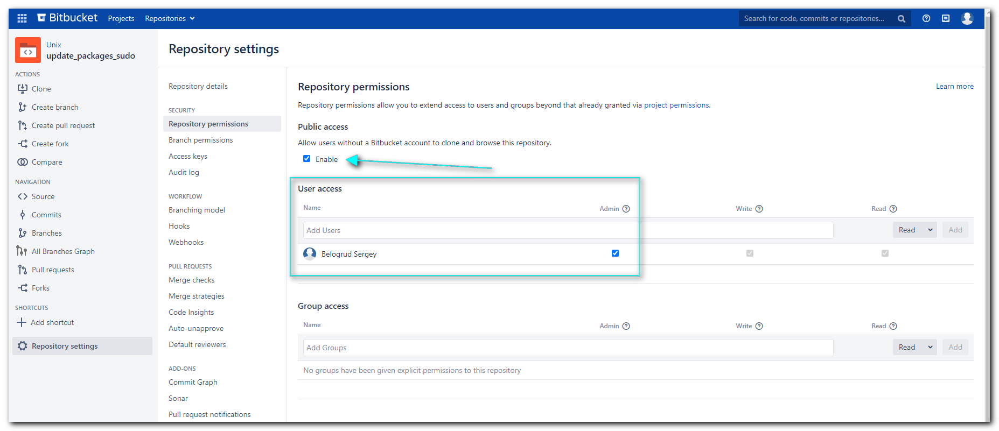 Bitbucket Projects Repositories Search for code, commits or repositories...
Unix
update_packages_sudo
ACTIONS
Clone
Create branch
Create pull request
Create fork
Compare
NAVIGATION
Source
Commits
Branches
All Branches Graph
Pull requests
Forks
SHORTCUTS
Add shortcut
Repository settings
Repository settings
Repository details
SECURITY
Repository permissions
Branch permissions
Access keys
Audit log
WORKFLOW
Branching model
Hooks
Webhooks
PULL REQUESTS
Merge checks
Merge strategies
Code Insights
Auto-unapprove
Default reviewers
ADD-ONS
Commit Graph
Sonar
Pull request notifications
Repository permissions Learn more
Repository permissions allow you to extend access to users and groups beyond that already granted via project permissions.
Public access
Allow users without a Bitbucket account to clone and browse this repository.
Enable
User access
Name Admin Write Read
Add Users Read Add
Belogrud Sergey
Group access
Name Admin Write Read
Add Groups Read Add
No groups have been given explicit permissions to this repository